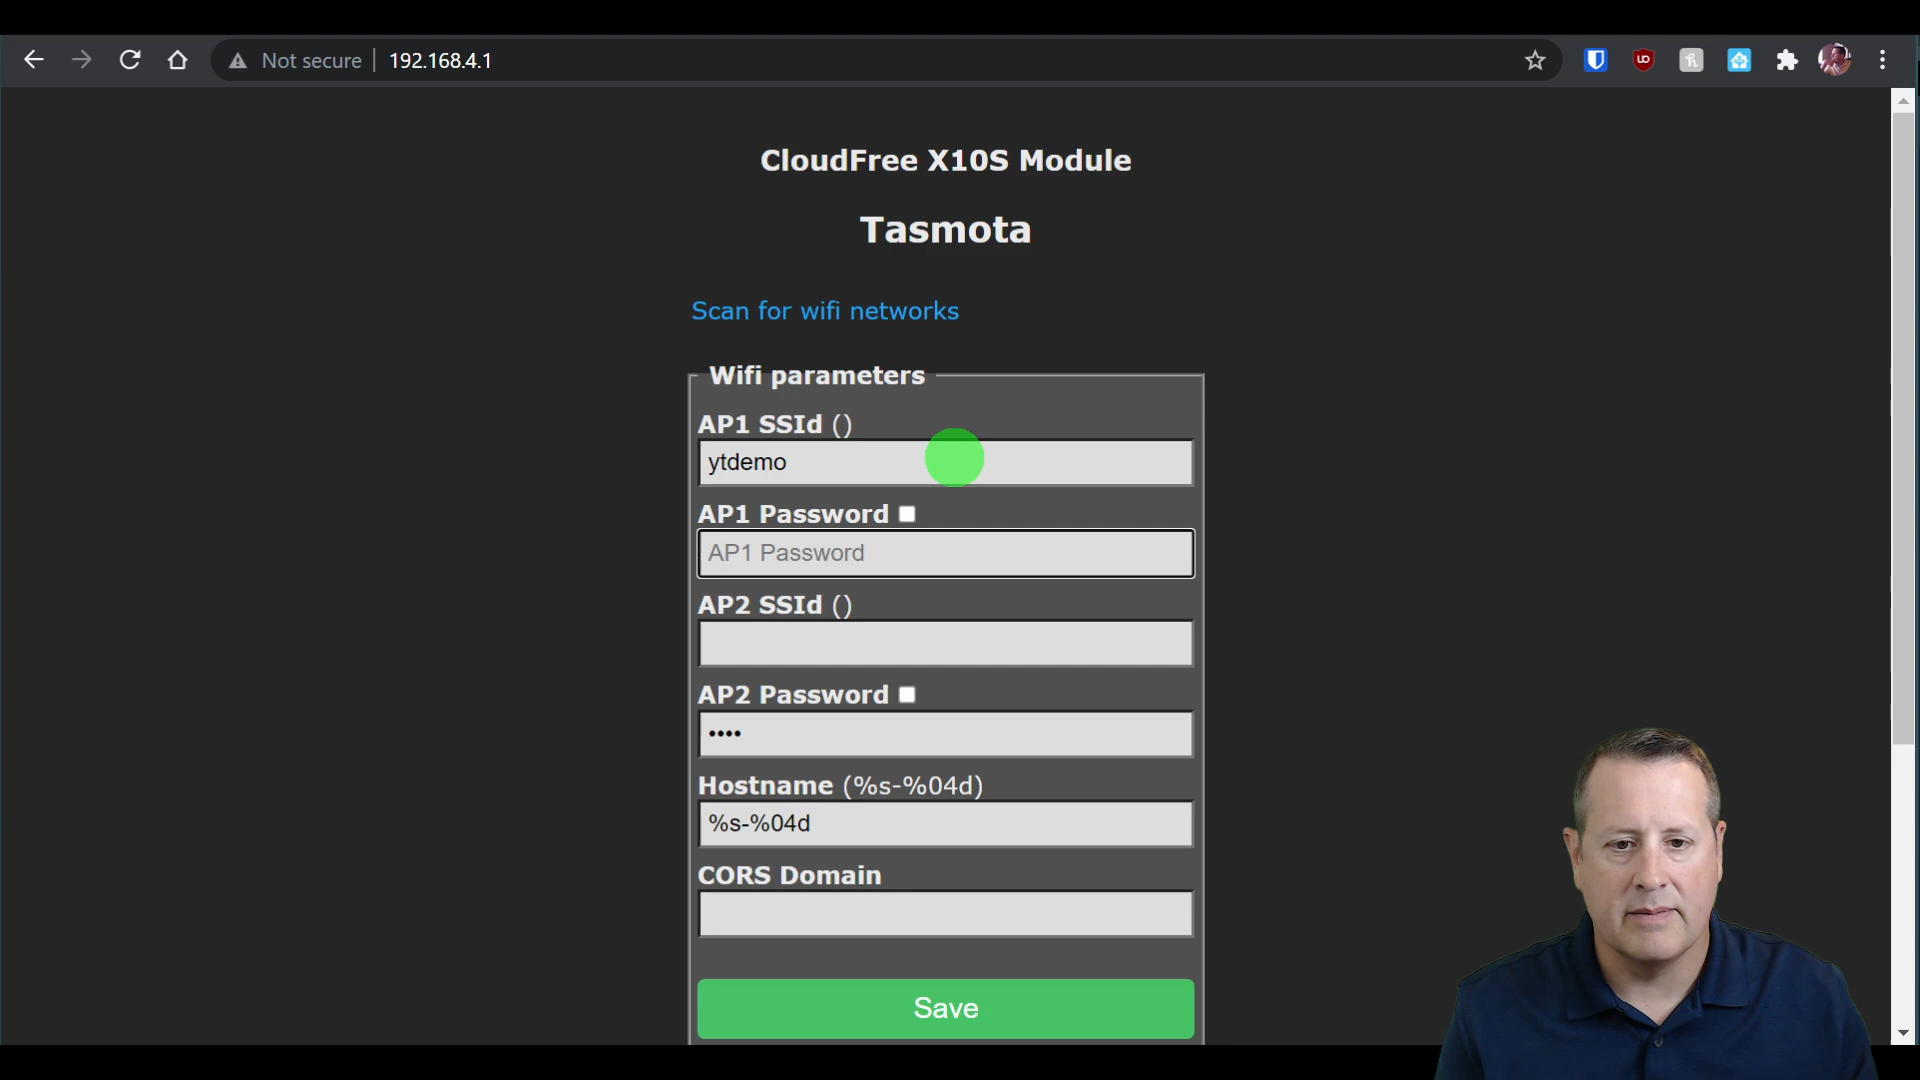 Not secure
192.168.4.1
CloudFree X10S Module
Tasmota
Scan for wifi networks
Wifi parameters
AP1 SSId ()
ytdemo
AP1 Password
AP1 Password
AP2 SSId ()
AP2 Password
••••
Hostname (%s-%04d)
%s-%04d
CORS Domain
Save